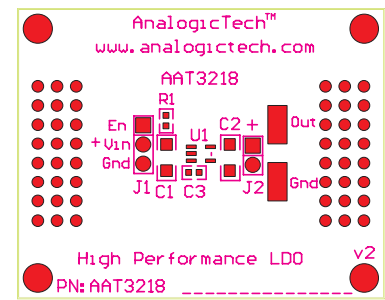 AnalogicTech™
www.analogictech.com
AAT3218
R1
En
+ Vin
Gnd
J1
C1
U1
C3
C2
+
J2
Out
Gnd
High Performance LDO
v2
PN: AAT3218 _______________